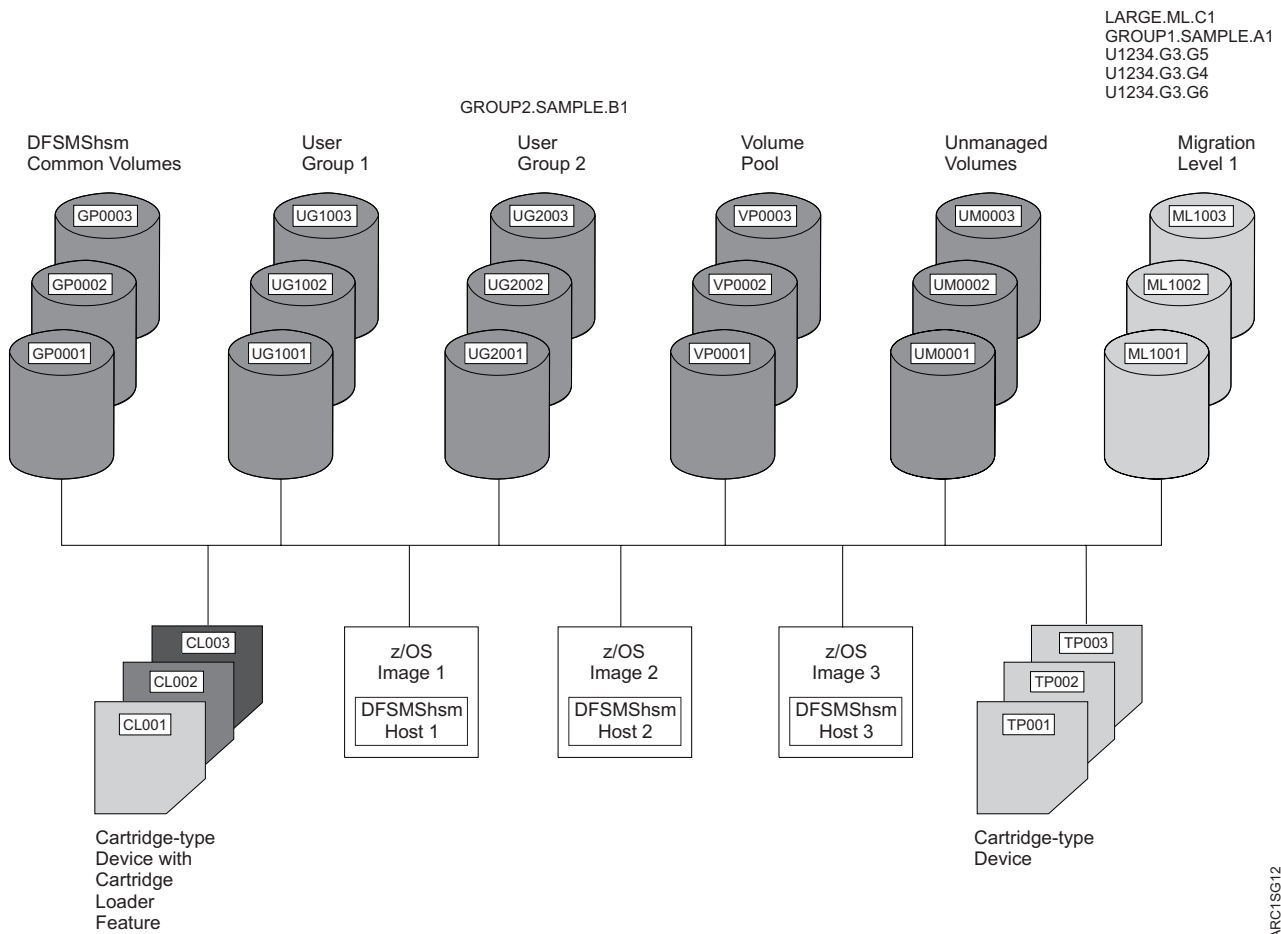 LARGE.ML.C1
GROUP1.SAMPLE.A1
U1234.G3.G5
U1234.G3.G4
U1234.G3.G6
GROUP2.SAMPLE.B1
DFSMShsm
Common Volumes
User
Group 1
User
Group 2
Volume
Pool
Unmanaged
Volumes
Migration
Level 1
GP0003
UG1003
UG2003
VP0003
UM0003
ML1003
GP0002
UG1002
UG2002
VP0002
UM0002
ML1002
GP0001
UG1001
UG2001
VP0001
UM0001
ML1001
CL003
CL002
CL001
z/OS
Image 1
DFSMShsm
Host 1
z/OS
Image 2
DFSMShsm
Host 2
z/OS
Image 3
DFSMShsm
Host 3
TP003
TP002
TP001
Cartridge-type
Device with
Cartridge
Loader
Feature
Cartridge-type
Device
ARC1SG12